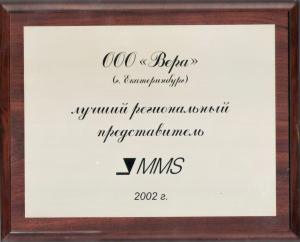 ООО «Вера»
(г. Екатеринбург)
лучший региональный
представитель
MMS
2002 г.